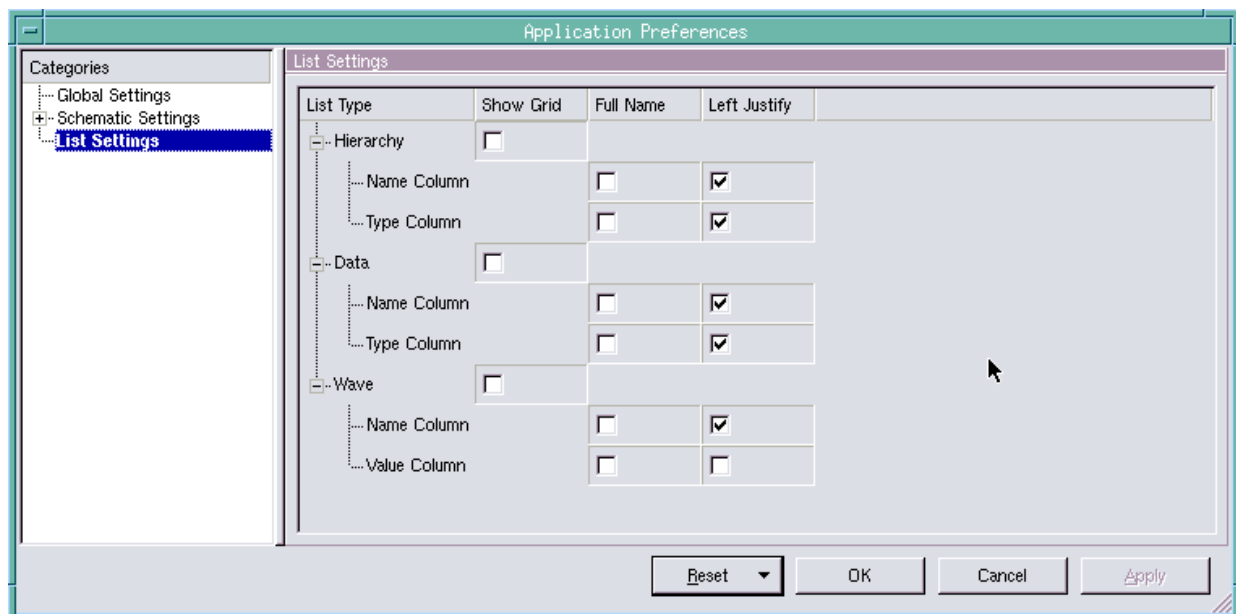 Application Preferences
Categories
List Settings
Global Settings
Schematic Settings
List Settings
List Type Show Grid Full Name Left Justify
Hierarchy
Name Column
Type Column
Data
Name Column
Type Column
Wave
Name Column
Value Column
Reset OK Cancel Apply